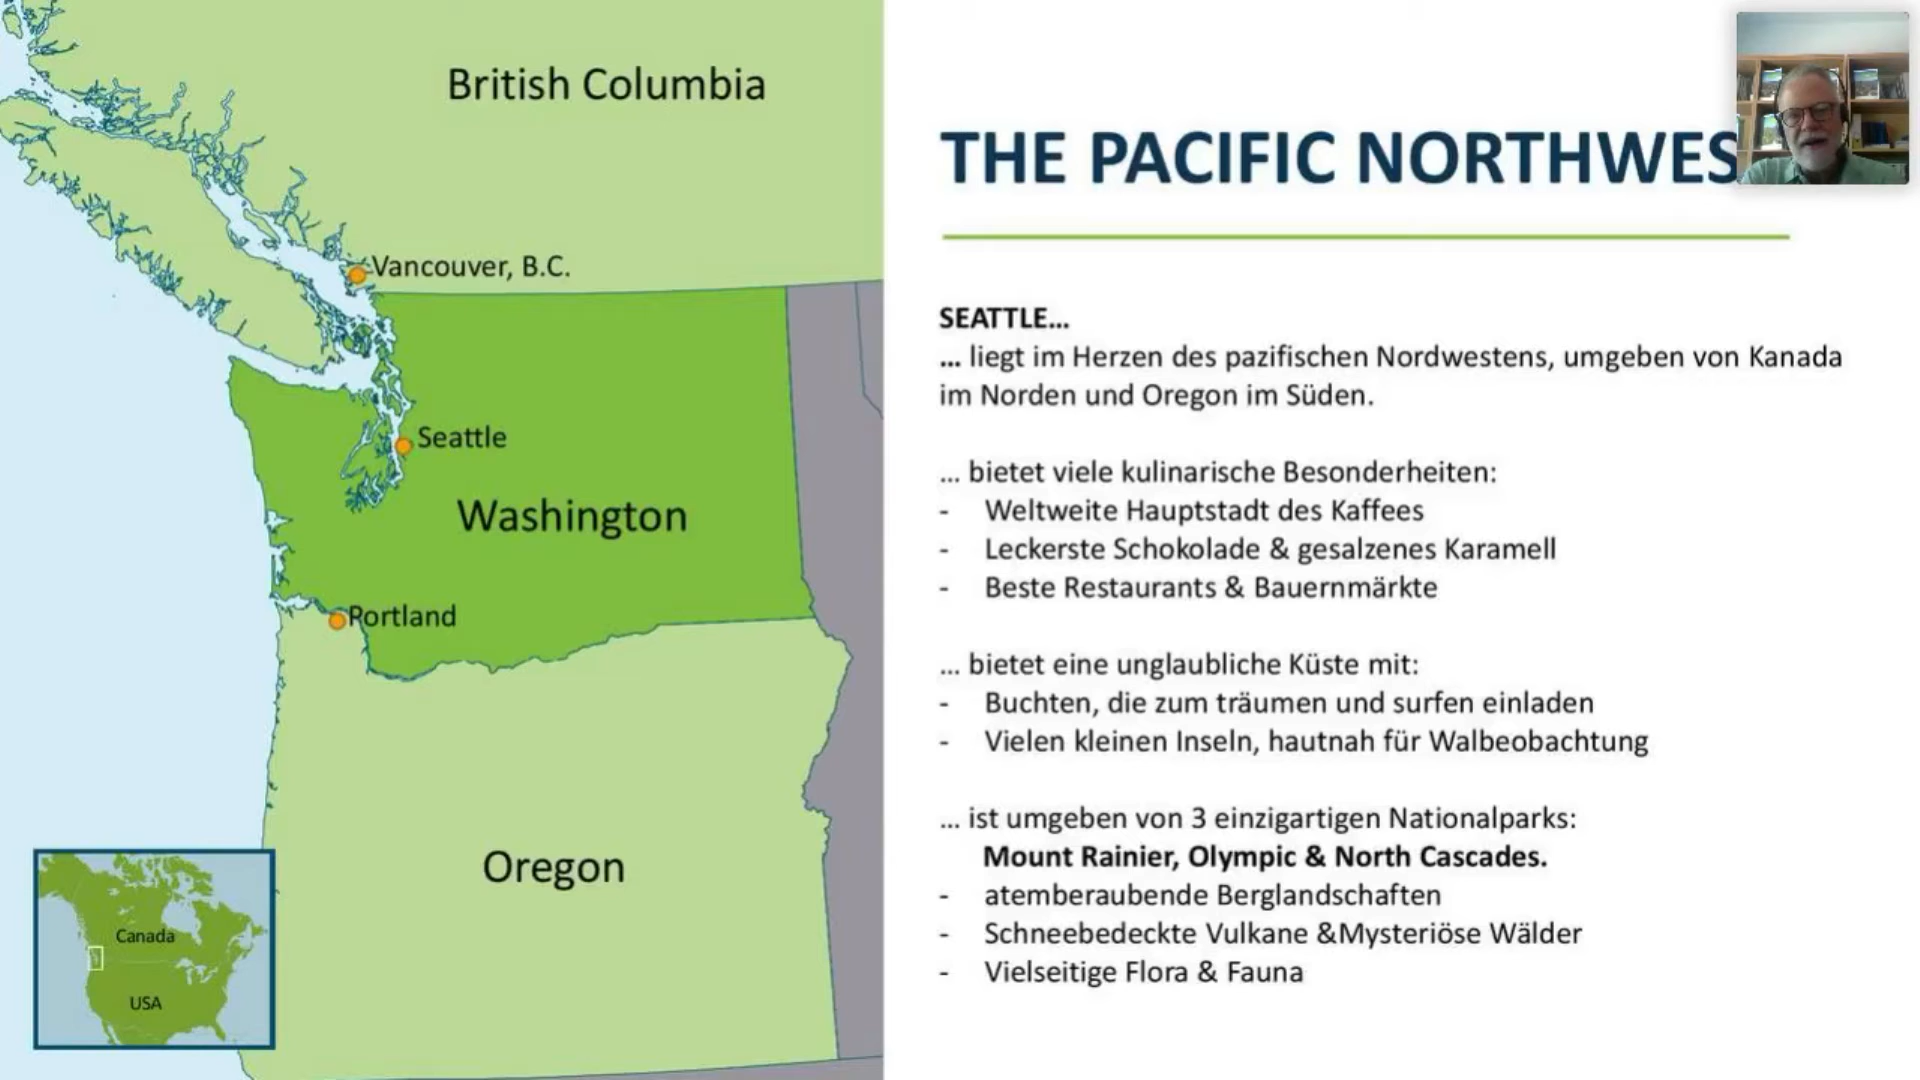 British Columbia
Vancouver, B.C.
Seattle
Washington
Portland
Oregon
Canada
USA
THE PACIFIC NORTHWES
SEATTLE...
... liegt im Herzen des pazifischen Nordwestens, umgeben von Kanada
im Norden und Oregon im Süden.
... bietet viele kulinarische Besonderheiten:
- Weltweite Hauptstadt des Kaffees
- Leckerste Schokolade & gesalzenes Karamell
- Beste Restaurants & Bauernmärkte
... bietet eine unglaubliche Küste mit:
- Buchten, die zum träumen und surfen einladen
- Vielen kleinen Inseln, hautnah für Walbeobachtung
... ist umgeben von 3 einzigartigen Nationalparks:
Mount Rainier, Olympic & North Cascades.
- atemberaubende Berglandschaften
- Schneebedeckte Vulkane &Mysteriöse Wälder
- Vielseitige Flora & Fauna